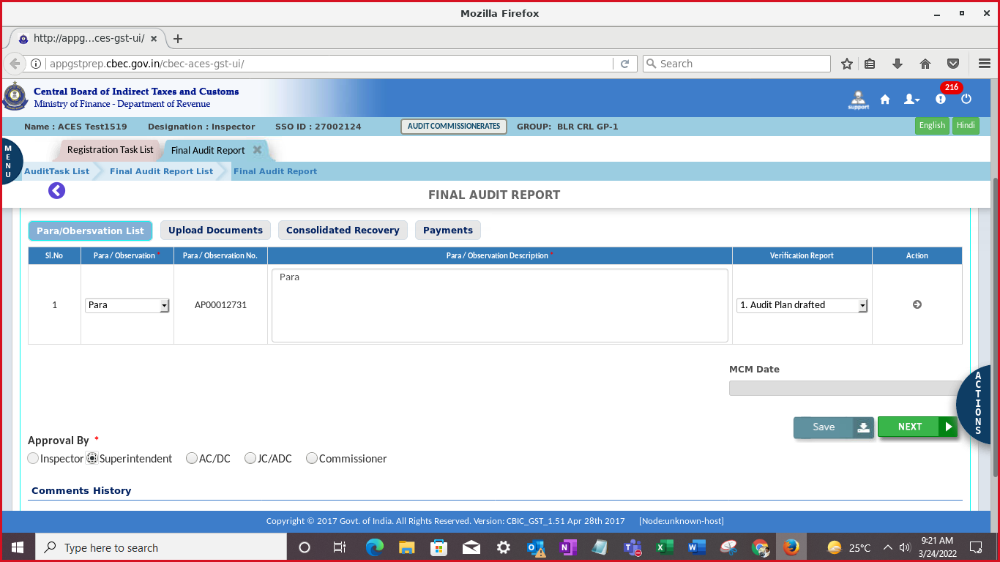 Mozilla Firefox
http://appg...ces-gst-ui/
appgstprep.cbec.gov.in/cbec-aces-gst-ui/
Search
Central Board of Indirect Taxes and Customs
Ministry of Finance - Department of Revenue
support
216
Name : ACES Test1519 Designation : Inspector SSO ID : 27002124 AUDIT COMMISSIONERATES GROUP: BLR CRL GP-1 English Hindi
MENU
Registration Task List Final Audit Report
AuditTask List Final Audit Report List Final Audit Report
FINAL AUDIT REPORT
Para/Obersvation List Upload Documents Consolidated Recovery Payments
Sl.No Para / Observation * Para / Observation No. Para / Observation Description * Verification Report Action
1 Para AP00012731 Para 1. Audit Plan drafted
MCM Date
ACTIONS
Save NEXT
Approval By *
Inspector Superintendent AC/DC JC/ADC Commissioner
Comments History
Copyright © 2017 Govt. of India. All Rights Reserved. Version: CBIC_GST_1.51 Apr 28th 2017 [Node:unknown-host]
Type here to search
25°C
9:21 AM
3/24/2022